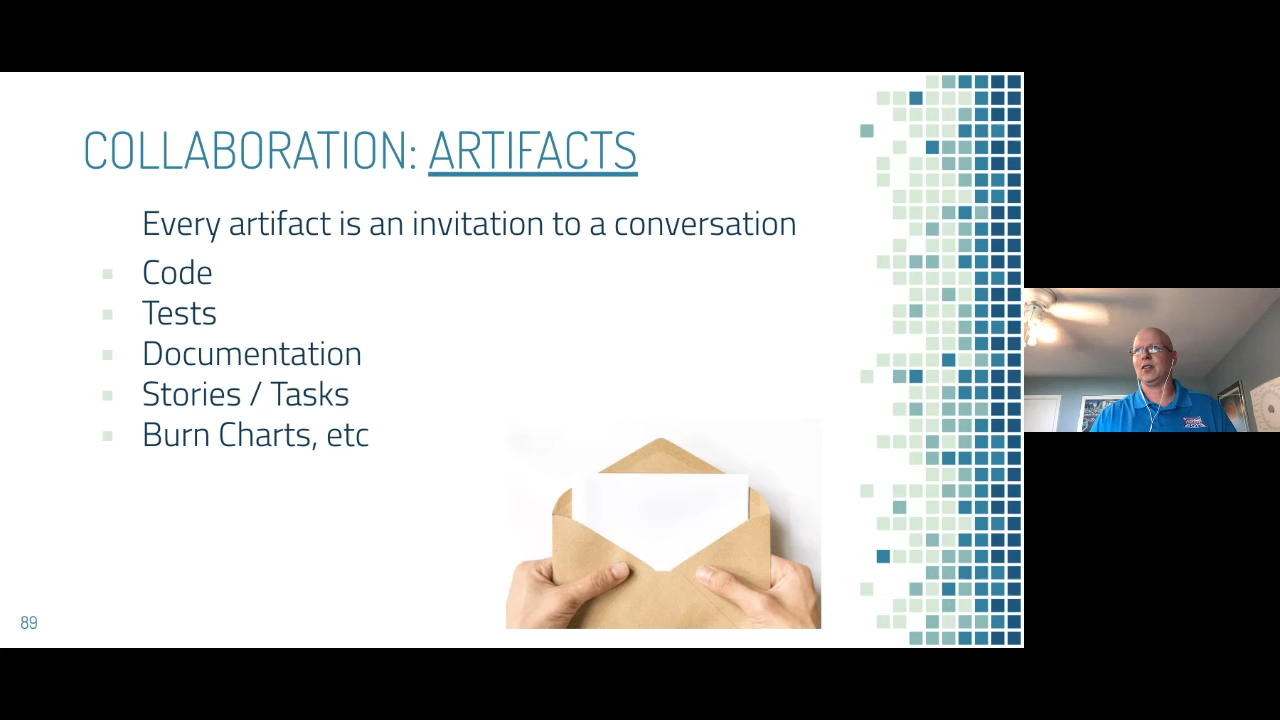 COLLABORATION: ARTIFACTS
Every artifact is an invitation to a conversation
Code
Tests
Documentation
Stories / Tasks
Burn Charts, etc
89